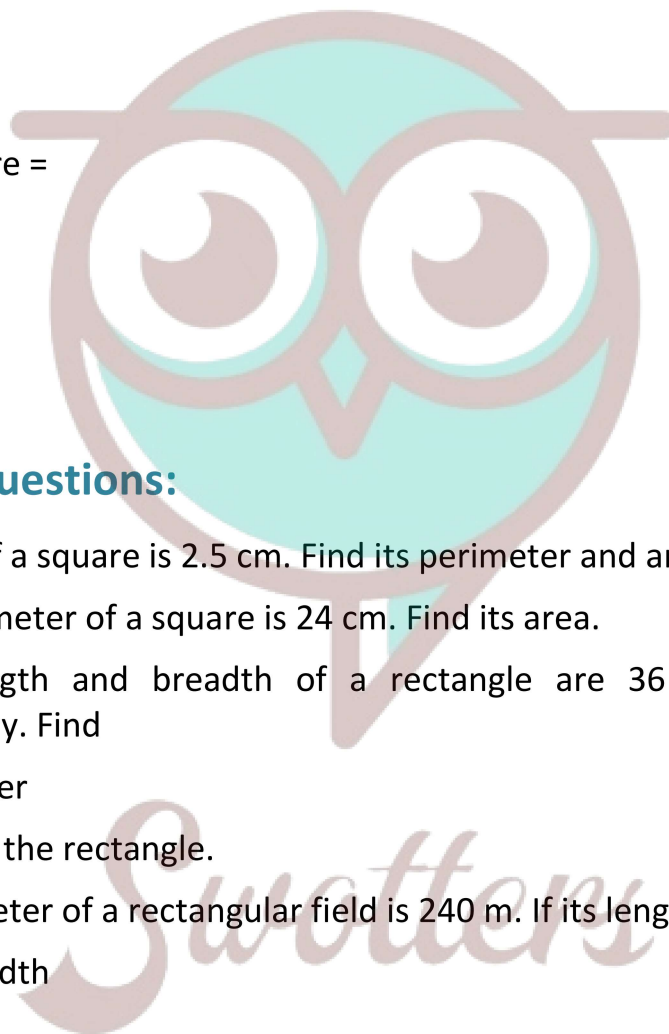 re =
uestions:
f a square is 2.5 cm. Find its perimeter and ar
meter of a square is 24 cm. Find its area.
gth and breadth of a rectangle are 36
y. Find
er
the rectangle.
eter of a rectangular field is 240 m. If its leng
dth
Swotters